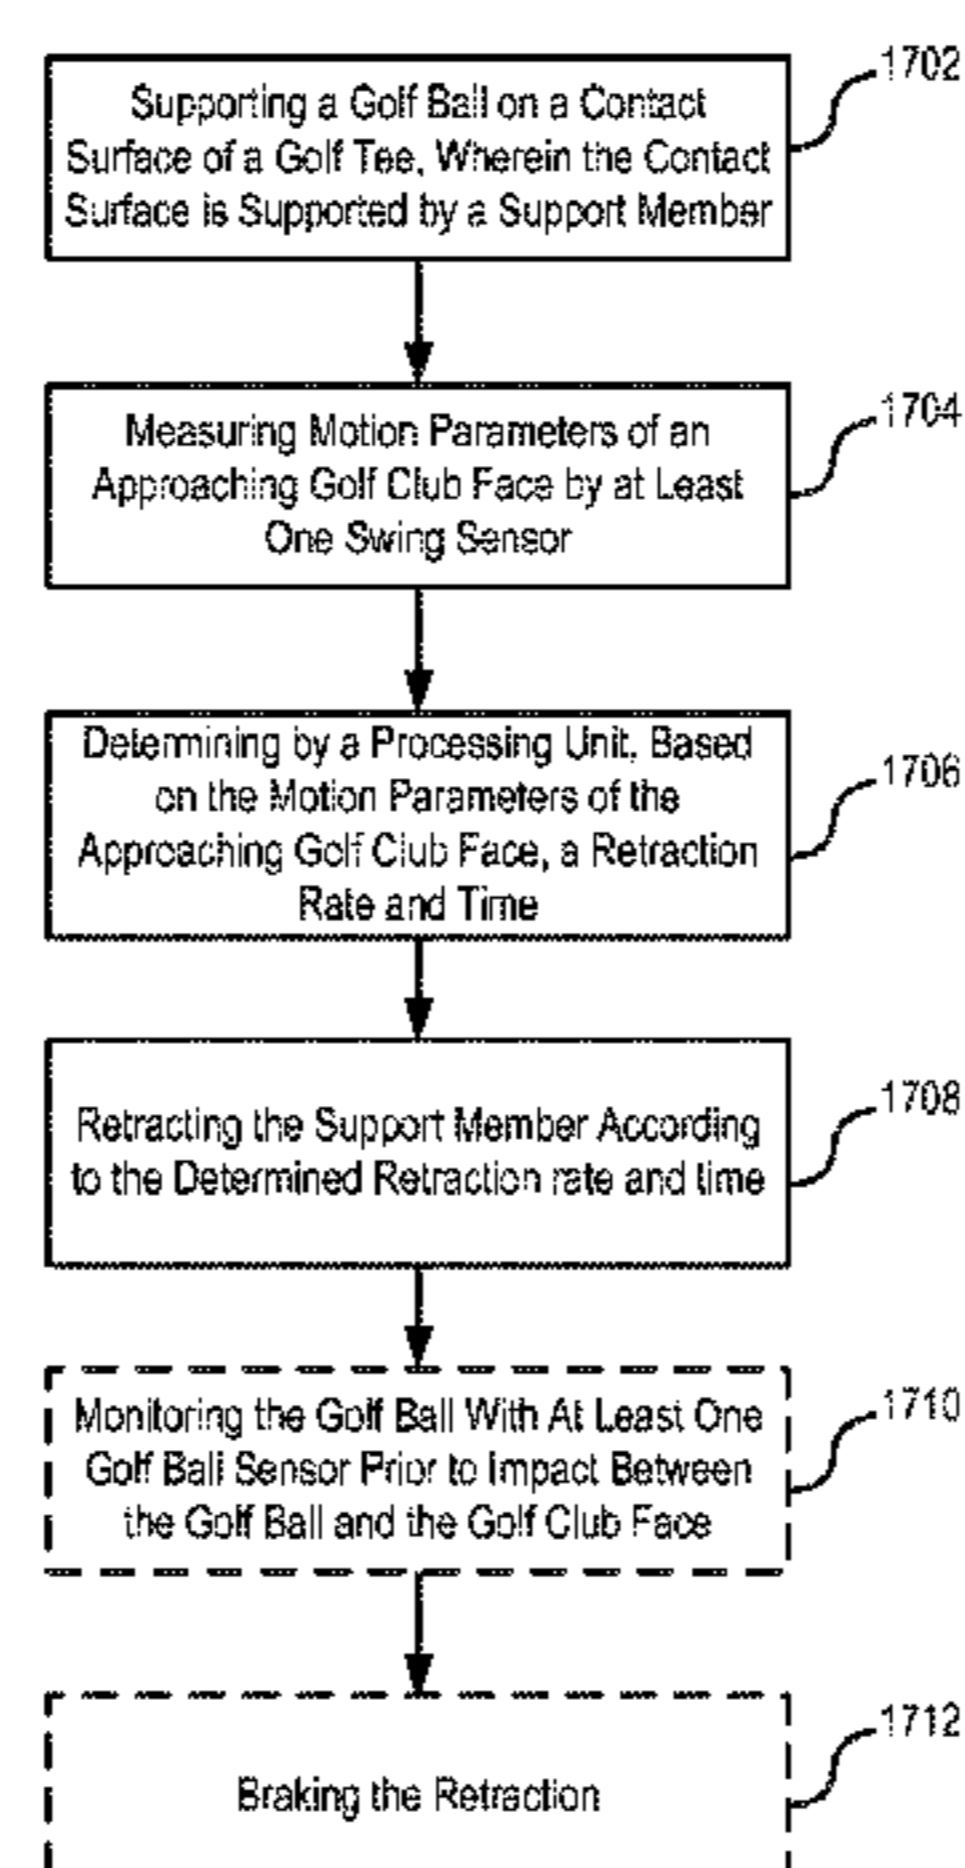 1702
Supporting a Golf Ball on a Contact
Surface of a Golf Tee, Wherein the Contact
Surface is Supported by a Support Member
1704
Measuring Motion Parameters of an
Approaching Golf Club Face by at Least
One Swing Sensor
1706
Determining by a Processing Unit, Based
on the Motion Parameters of the
Approaching Golf Club Face, a Retraction
Rate and Time
1708
Retracting the Support Member According
to the Determined Retraction rate and time
1710
Monitoring the Golf Ball With At Least One
Golf Ball Sensor Prior to Impact Between
the Golf Ball and the Golf Club Face
1712
Braking the Retraction